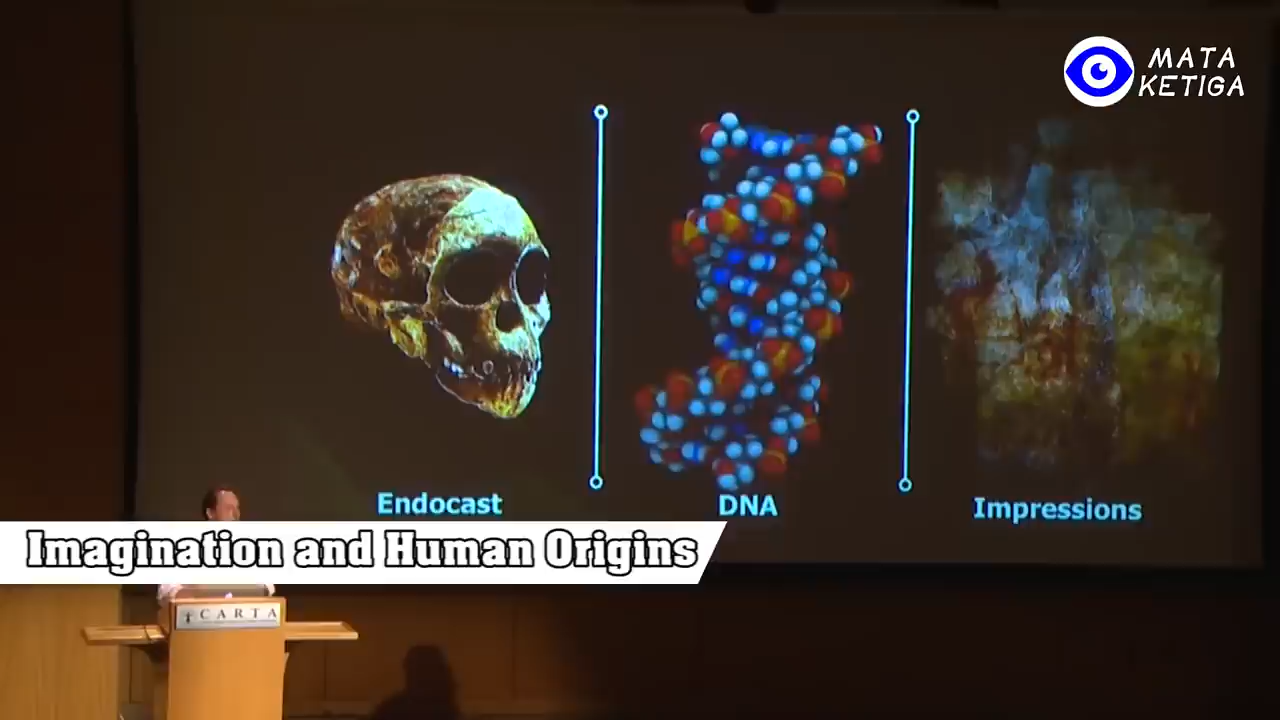 MATA
KETIGA
Endocast
DNA
Impressions
Imagination and Human Origins
CARTA